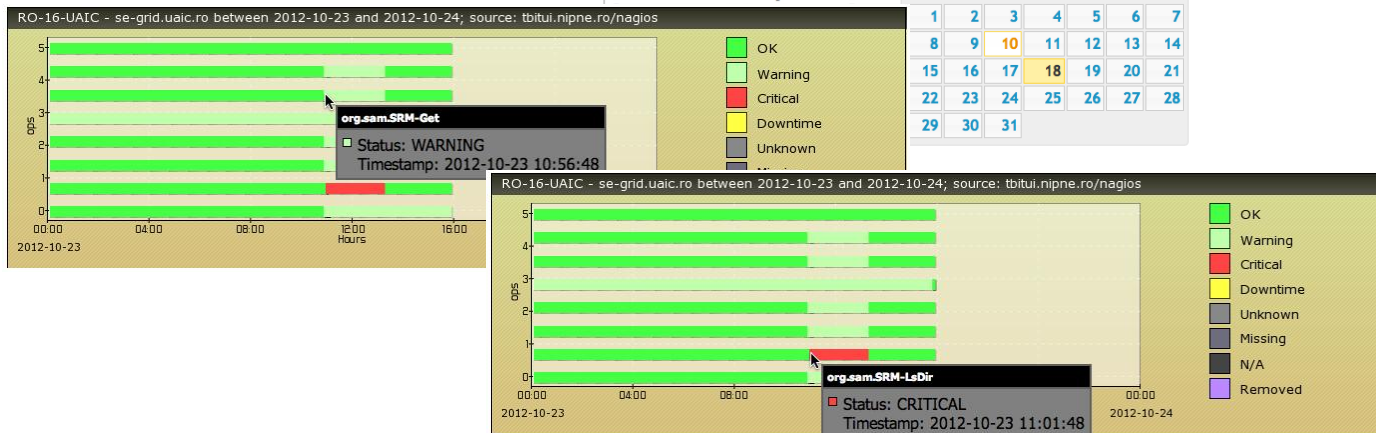 RO-16-UAIC - se-grid.uaic.ro between 2012-10-23 and 2012-10-24; source: tbitui.nipne.ro/nagios
5
4
3
2
1
0
ops
org.sam.SRM-Get
Status: WARNING
Timestamp: 2012-10-23 10:56:48
00:00 04:00 08:00 12:00 16:00
Hours
2012-10-23
OK
Warning
Critical
Downtime
Unknown
1 2 3 4 5 6 7
8 9 10 11 12 13 14
15 16 17 18 19 20 21
22 23 24 25 26 27 28
29 30 31
RO-16-UAIC - se-grid.uaic.ro between 2012-10-23 and 2012-10-24; source: tbitui.nipne.ro/nagios
5
4
3
2
1
0
ops
org.sam.SRM-LsDir
Status: CRITICAL
Timestamp: 2012-10-23 11:01:48
00:00 04:00 08:00 00:00
2012-10-23 2012-10-24
OK
Warning
Critical
Downtime
Unknown
Missing
N/A
Removed